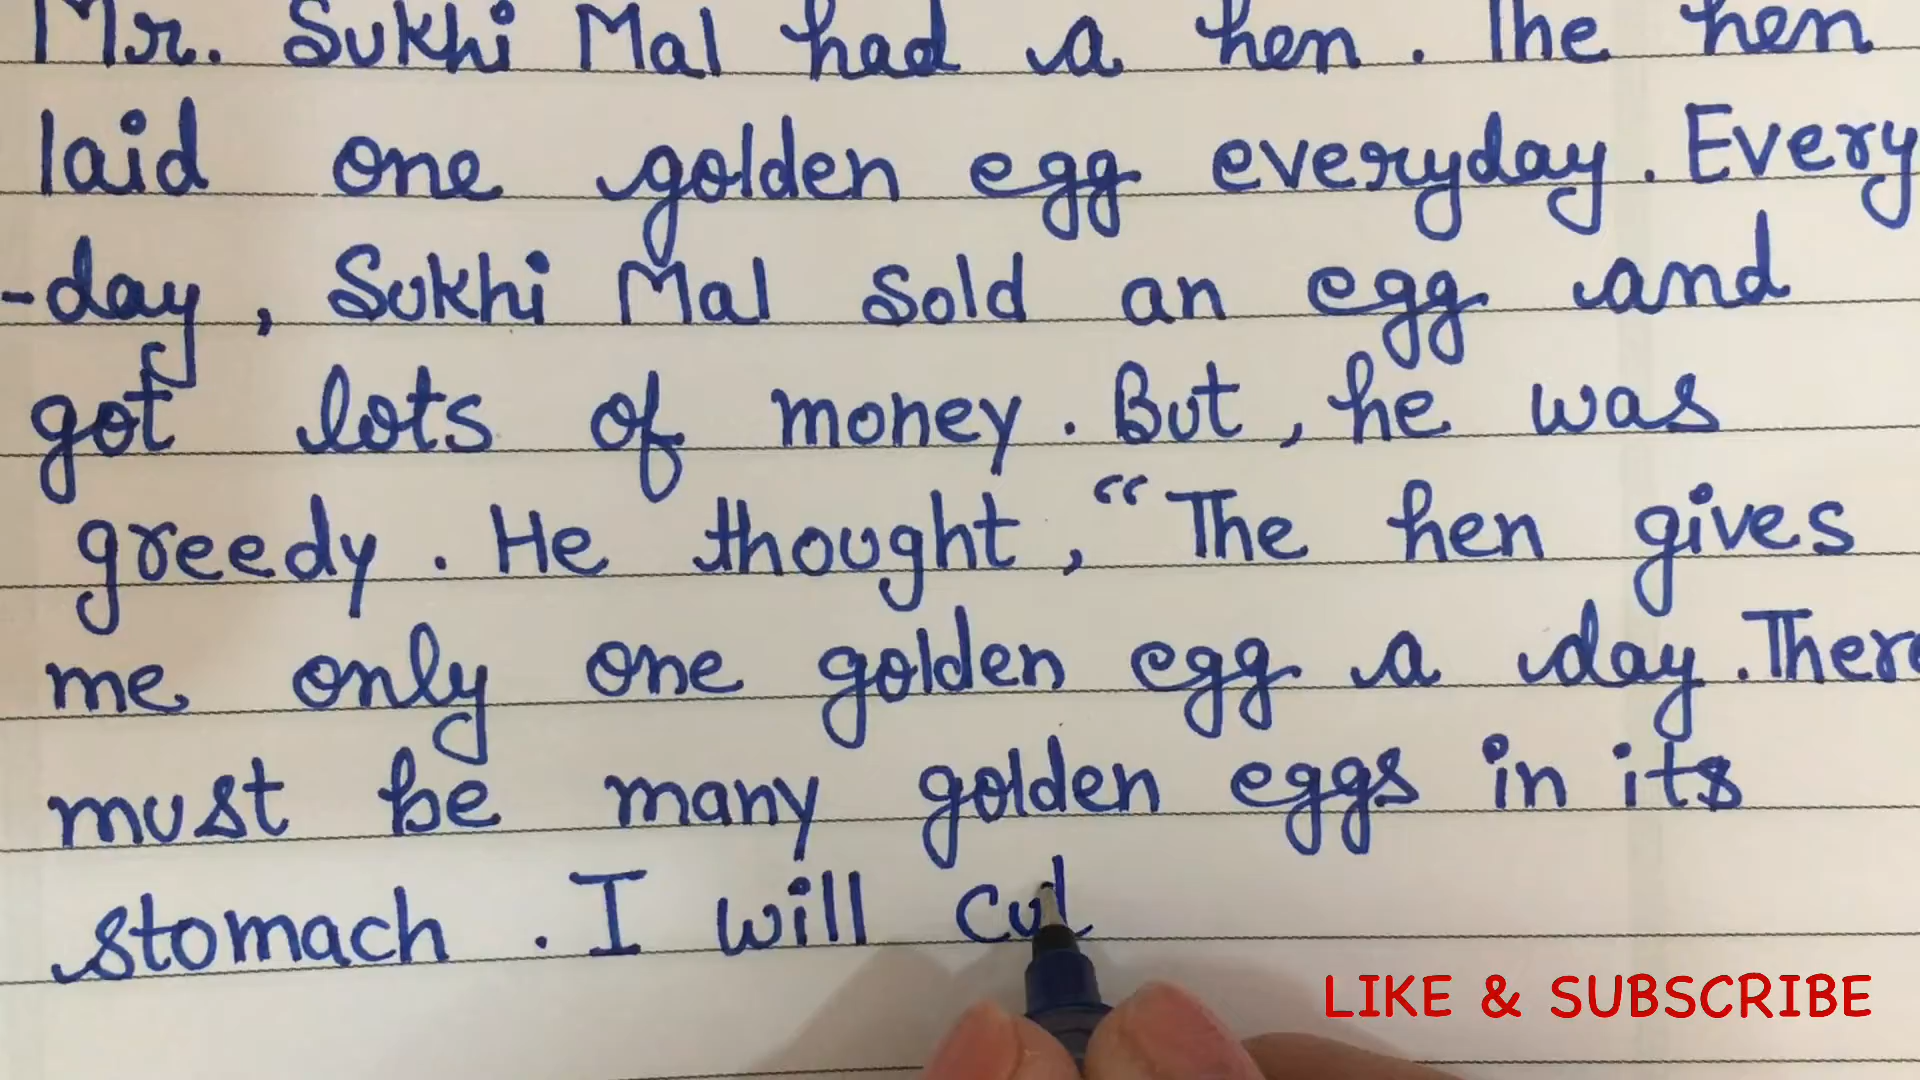 Mr. Sukhi Mal had a hen. The hen
laid one golden egg everyday. Every
-day, Sukhi Mal sold an egg and
got lots of money. But, he was
greedy. He thought, "The hen gives
me only one golden egg a day. There
must be many golden eggs in its
stomach. I will
LIKE & SUBSCRIBE